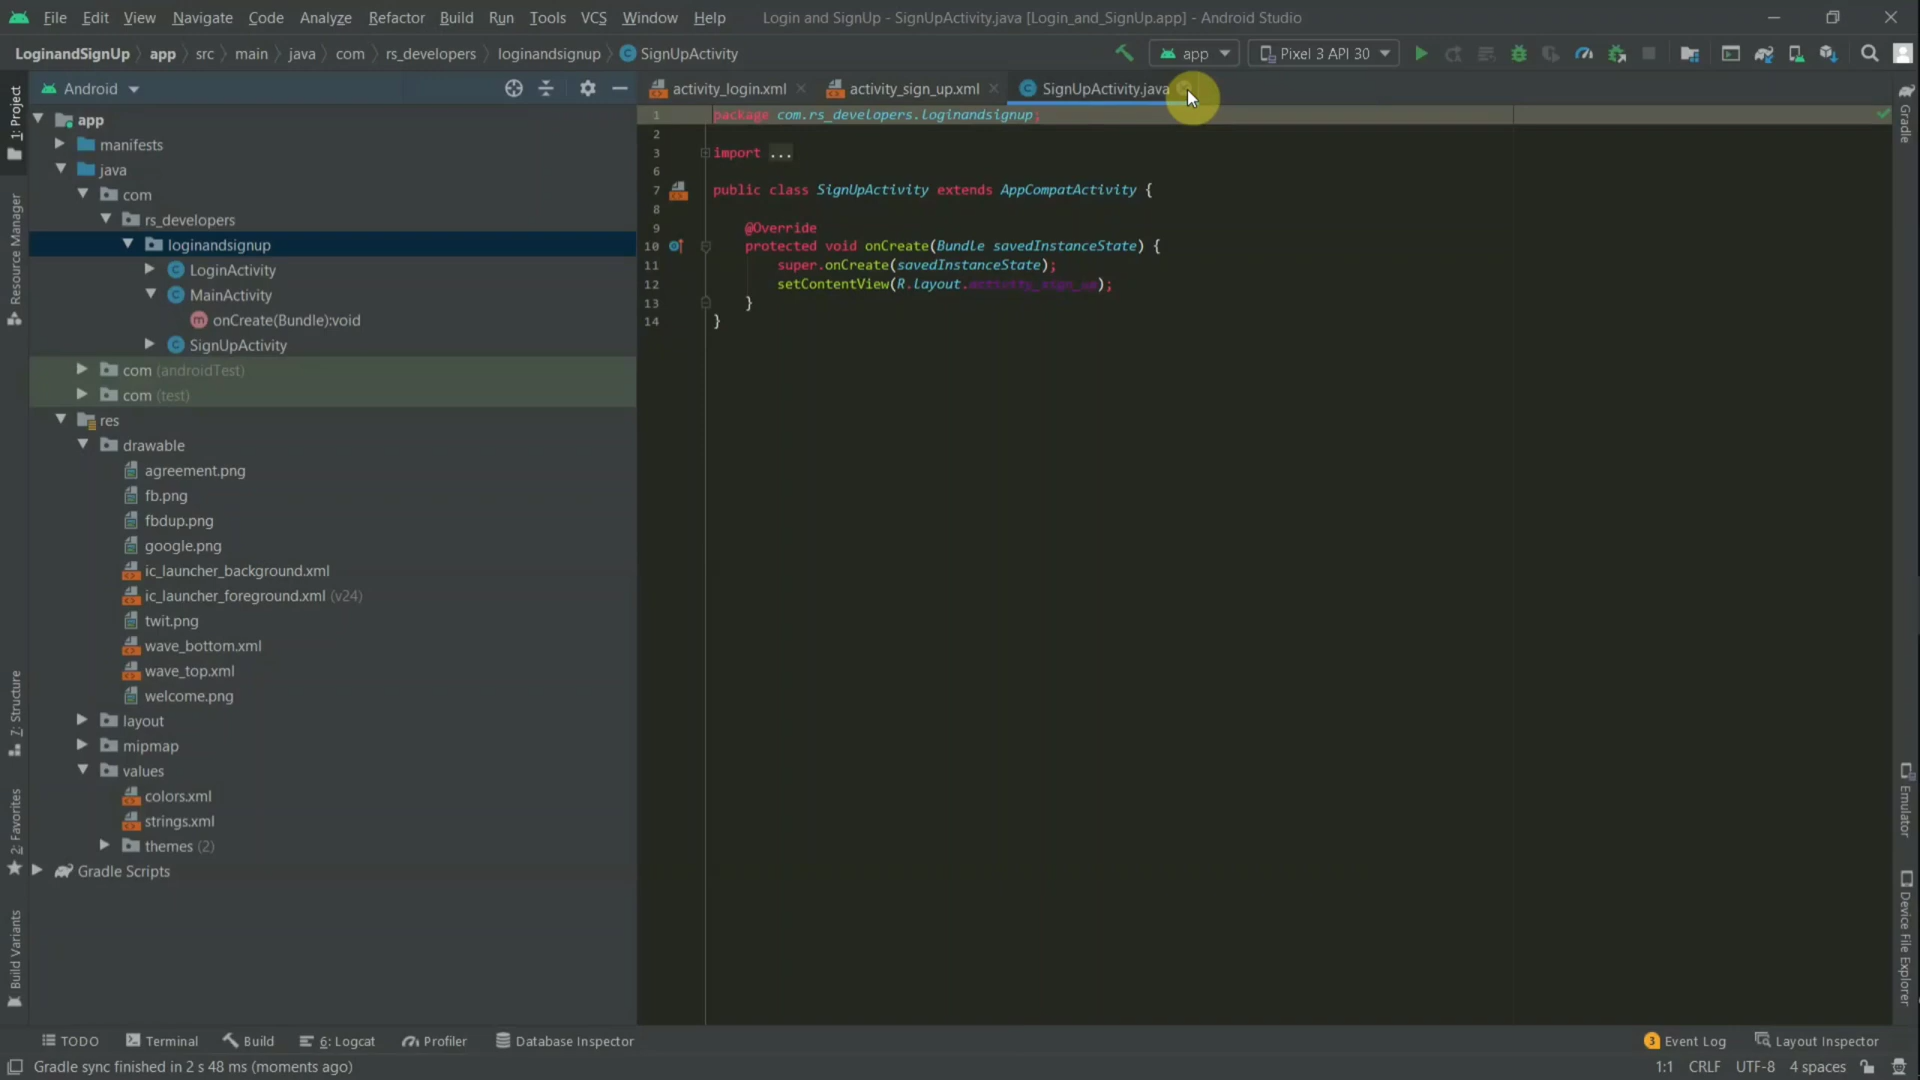 File Edit View Navigate Code Analyze Refactor Build Run Tools VCS Window Help Login and SignUp - SignUpActivity.java [Login_and_SignUp.app] - Android Studio
LoginandSignUp app src main java com rs_developers loginandsignup SignUpActivity app Pixel 3 API 30
Android activity_login.xml activity_sign_up.xml SignUpActivity.java
1: Project
Resource Manager
7: Structure
2: Favorites
Build Variants
app
manifests
java
com
rs_developers
loginandsignup
LoginActivity
MainActivity
onCreate(Bundle):void
SignUpActivity
com (androidTest)
com (test)
res
drawable
agreement.png
fb.png
fbdup.png
google.png
ic_launcher_background.xml
ic_launcher_foreground.xml (v24)
twit.png
wave_bottom.xml
wave_top.xml
welcome.png
layout
mipmap
values
colors.xml
strings.xml
themes (2)
Gradle Scripts
1 package com.rs_developers.loginandsignup;
2
3 import ...
6
7 public class SignUpActivity extends AppCompatActivity {
8
9 @Override
10 protected void onCreate(Bundle savedInstanceState) {
11 super.onCreate(savedInstanceState);
12 setContentView(R.layout.activity_sign_up);
13 }
14 }
Gradle
Emulator
Device File Explorer
TODO Terminal Build 6: Logcat Profiler Database Inspector 3 Event Log Layout Inspector
Gradle sync finished in 2 s 48 ms (moments ago) 1:1 CRLF UTF-8 4 spaces